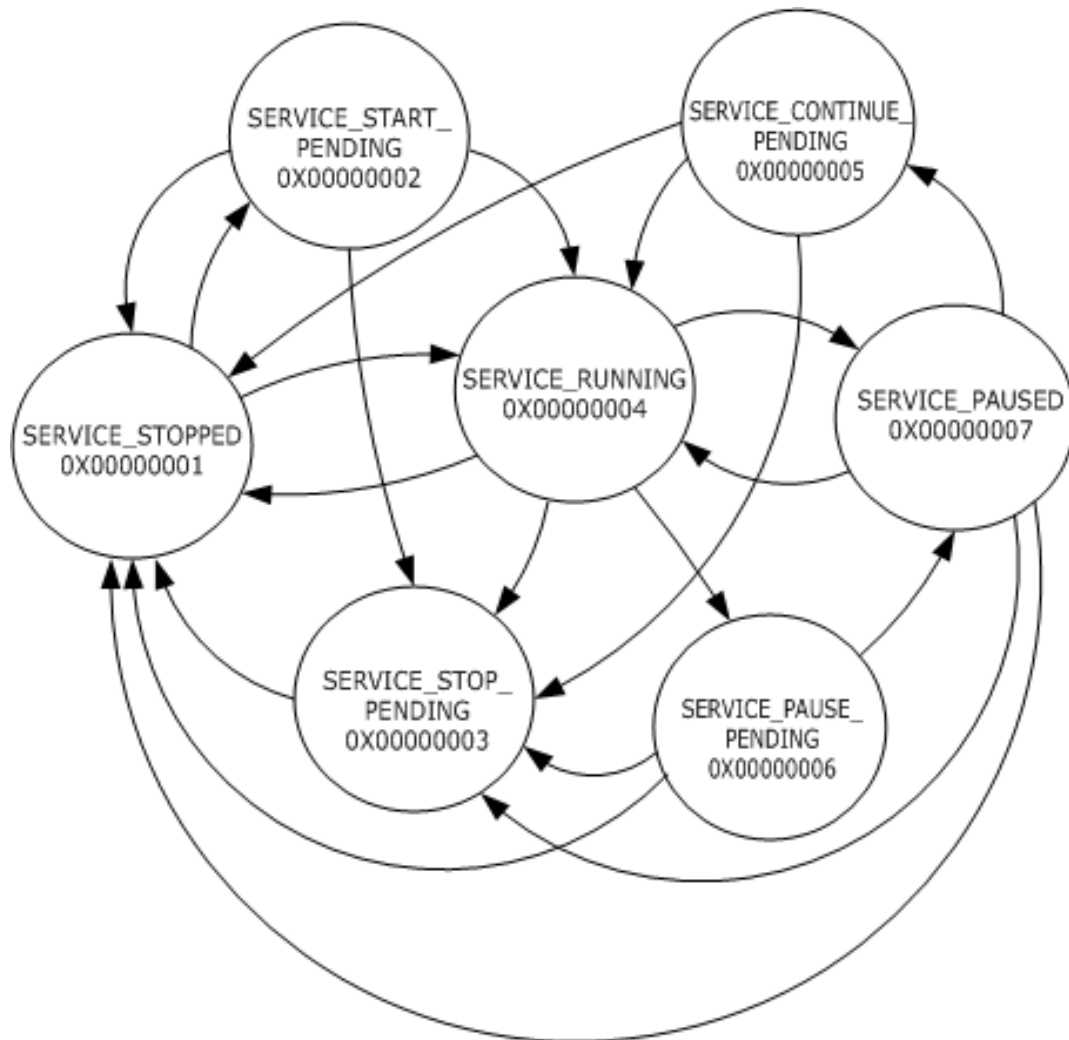 SERVICE_START_
PENDING
0X00000002
SERVICE_CONTINUE_
PENDING
0X00000005
SERVICE_RUNNING
0X00000004
SERVICE_PAUSED
0X00000007
SERVICE_STOPPED
0X00000001
SERVICE_STOP_
PENDING
0X00000003
SERVICE_PAUSE_
PENDING
0X00000006